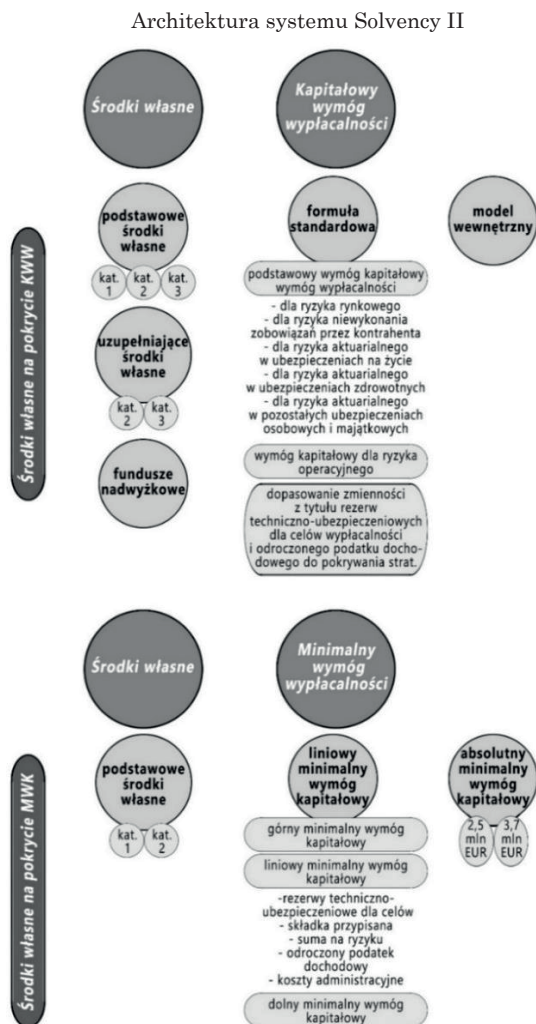 Architektura systemu Solvency II
Środki własne
Kapitałowy
wymóg
wypłacalności
Środki własne na pokrycie KWW
podstawowe
środki
własne
kat.
1
kat.
2
kat.
3
uzupełniające
środki
własne
kat.
2
kat.
3
fundusze
nadwyżkowe
formuła
standardowa
podstawowy wymóg kapitałowy
wymóg wypłacalności
- dla ryzyka rynkowego
- dla ryzyka niewykonania
zobowiązań przez kontrahenta
- dla ryzyka aktuarialnego
w ubezpieczeniach na życie
- dla ryzyka aktuarialnego
w ubezpieczeniach zdrowotnych
- dla ryzyka aktuarialnego
w pozostałych ubezpieczeniach
osobowych i majątkowych
wymóg kapitałowy dla ryzyka
operacyjnego
dopasowanie zmienności
z tytułu rezerw
techniczno-ubezpieczeniowych
dla celów wypłacalności
i odroczonego podatku docho-
dowego do pokrywania strat.
model
wewnętrzny
Środki własne
Minimalny
wymóg
wypłacalności
Środki własne na pokrycie MWK
podstawowe
środki
własne
kat.
1
kat.
2
liniowy
minimalny
wymóg
kapitałowy
górny minimalny wymóg
kapitałowy
liniowy minimalny wymóg
kapitałowy
-rezerwy techniczno-
ubezpieczeniowe dla celów
- składka przypisana
- suma na ryzyku
- odroczony podatek
dochodowy
- koszty administracyjne
dolny minimalny wymóg
kapitałowy
absolutny
minimalny
wymóg
kapitałowy
2,5
mln
EUR
3,7
mln
EUR